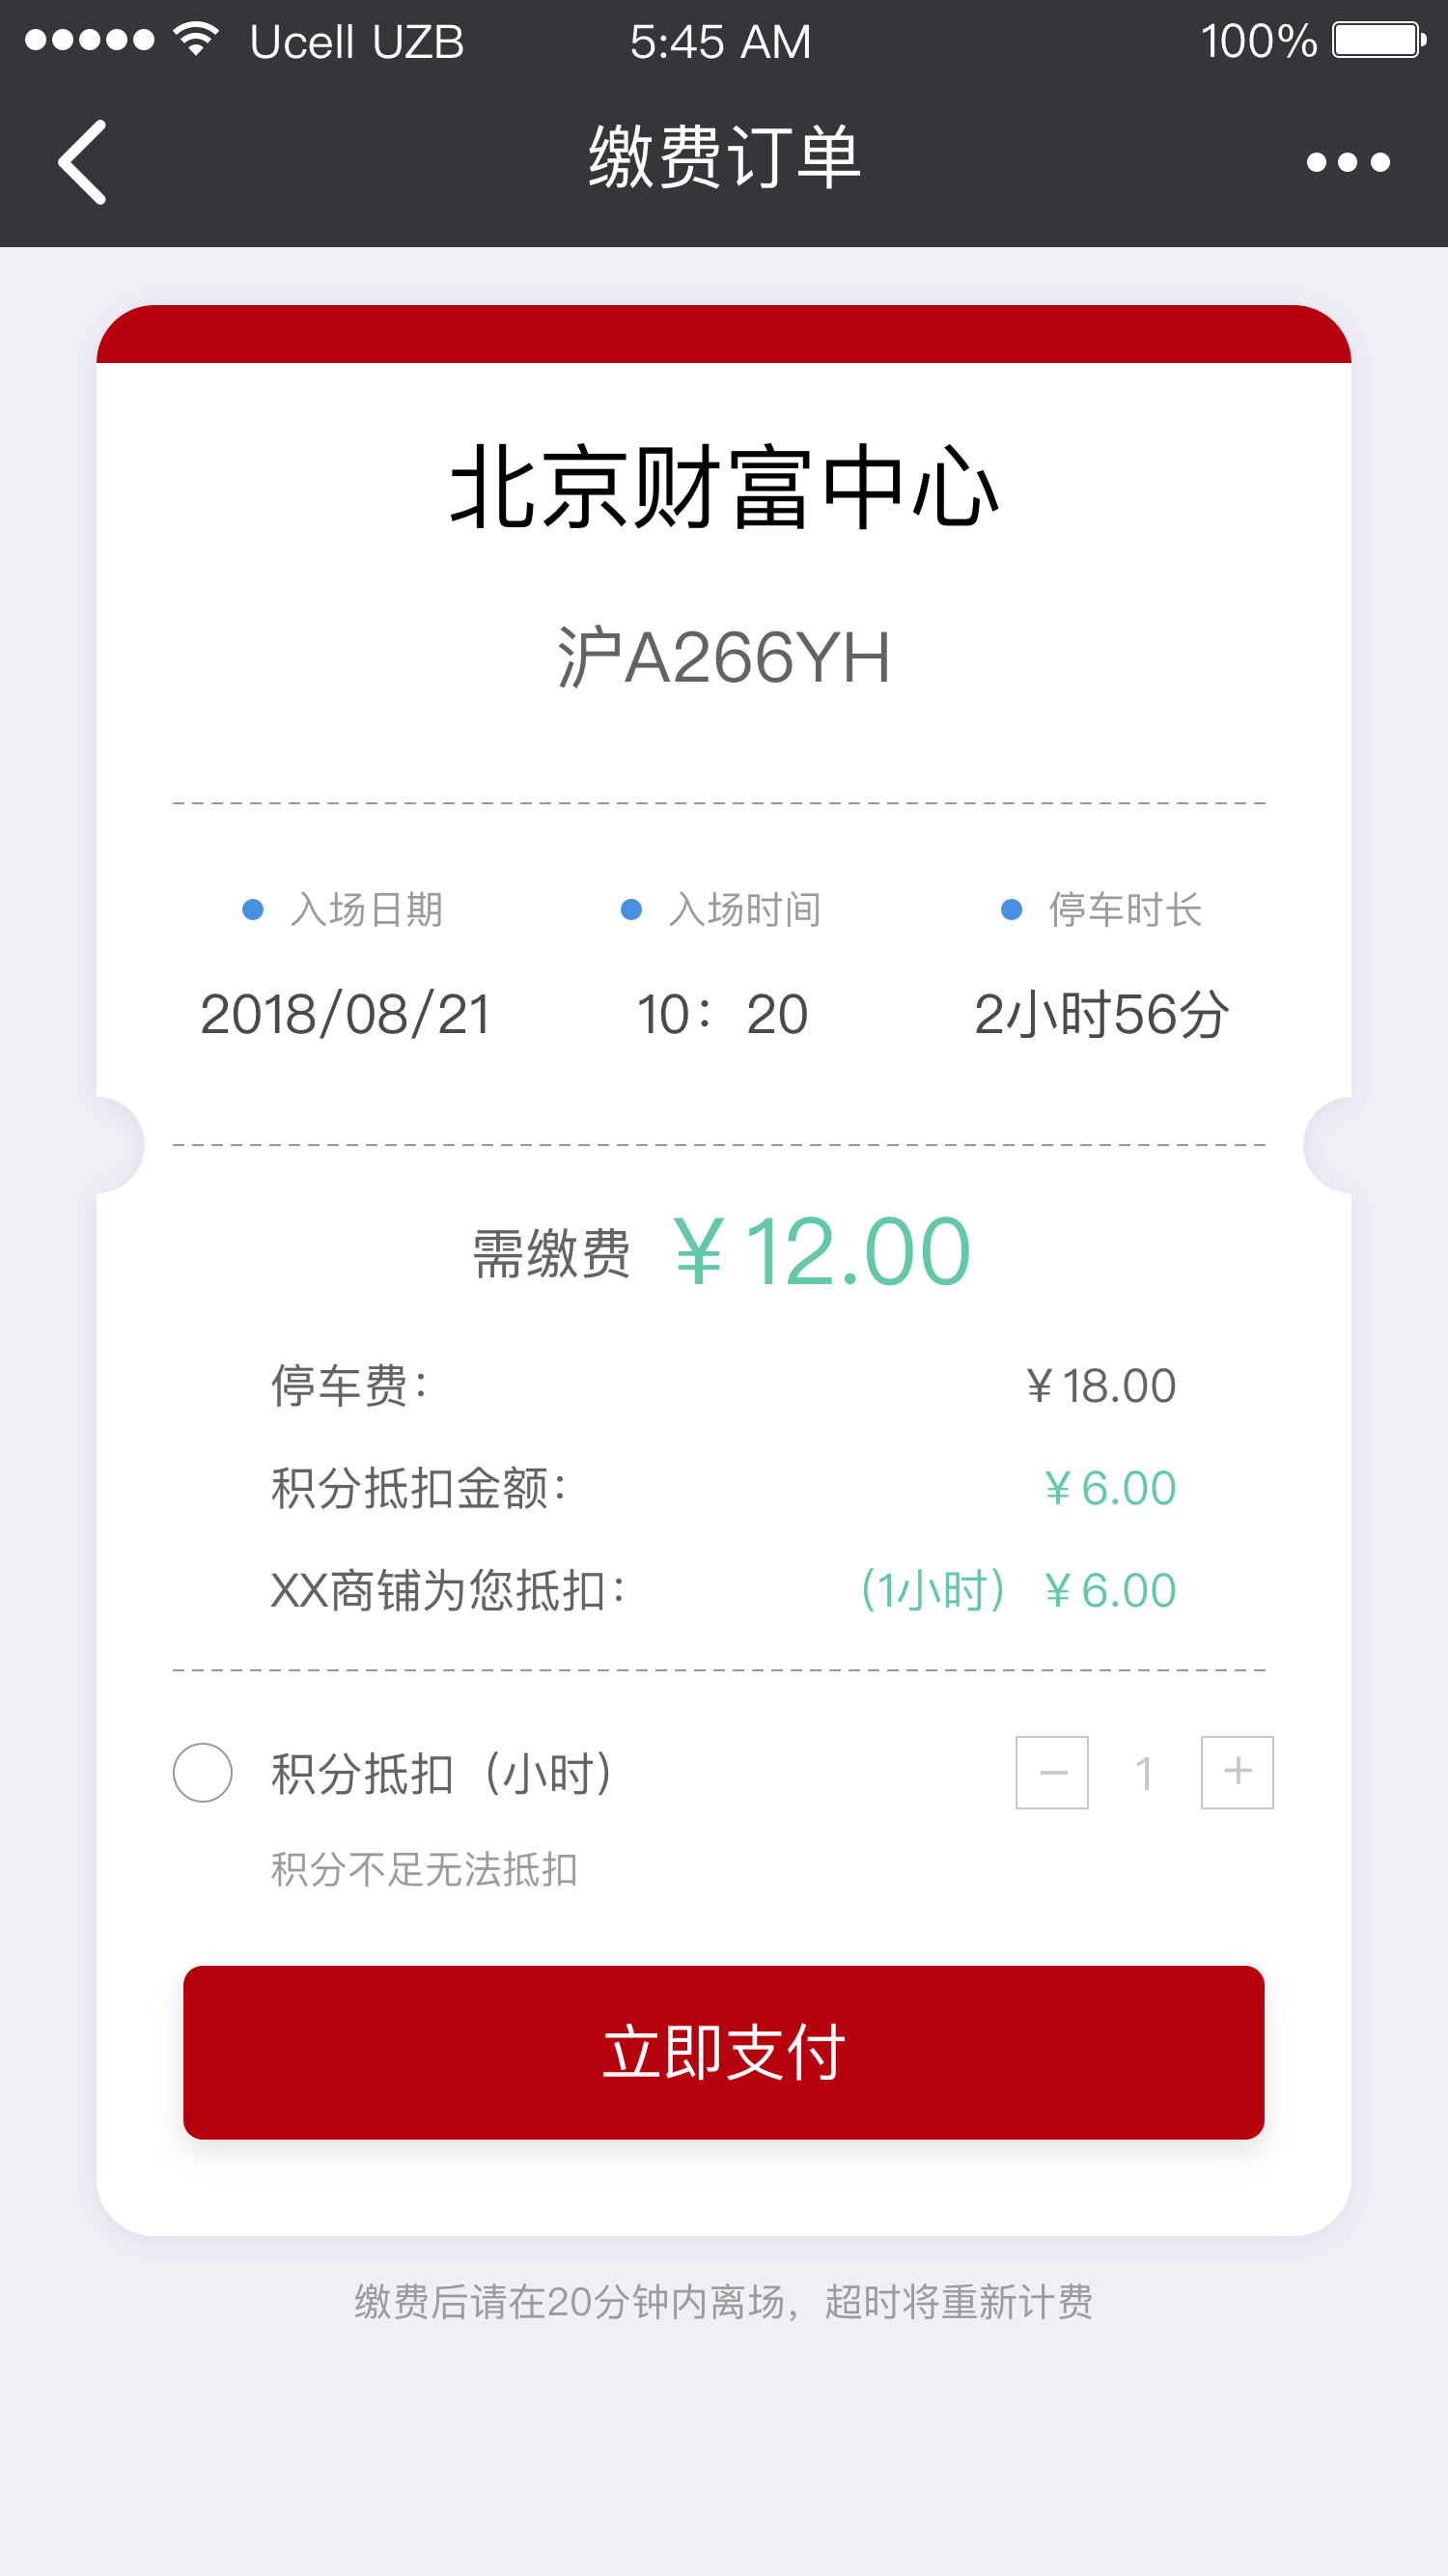 Ucell UZB 5:45 AM 100%
缴费订单
北京财富中心
沪A266YH
入场日期 入场时间 停车时长
2018/08/21 10：20 2小时56分
需缴费 ￥12.00
停车费： ￥18.00
积分抵扣金额： ￥6.00
XX商铺为您抵扣： （1小时）￥6.00
积分抵扣（小时） － 1 +
积分不足无法抵扣
立即支付
缴费后请在20分钟内离场，超时将重新计费